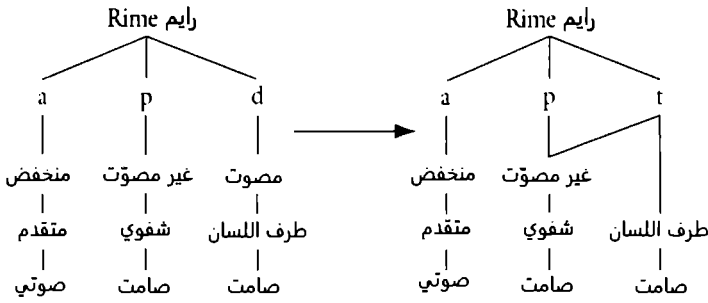 Rime رايم Rime رايم
a p d a p t
منخفض غير مصوّت مصوت منخفض غير مصوّت
متقدم شفوي طرف اللسان متقدم شفوي طرف اللسان
صوتي صامت صامت صوتي صامت صامت